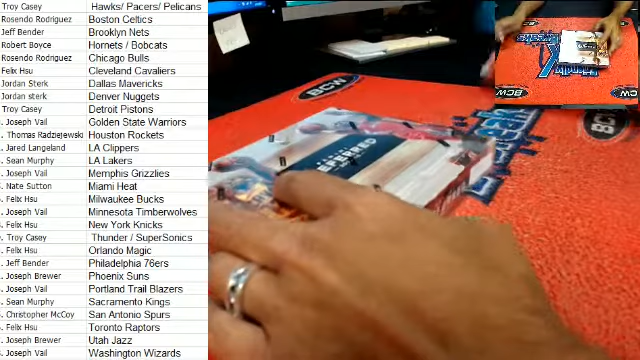 Troy Casey Hawks/ Pacers/ Pelicans
Rosendo Rodriguez Boston Celtics
Jeff Bender Brooklyn Nets
Robert Boyce Hornets / Bobcats
Rosendo Rodriguez Chicago Bulls
Felix Hsu Cleveland Cavaliers
Jordan Sterk Dallas Mavericks
Jordan sterk Denver Nuggets
Troy Casey Detroit Pistons
Joseph Vail Golden State Warriors
Thomas Radziejewski Houston Rockets
Jared Langeland LA Clippers
Sean Murphy LA Lakers
Joseph Vail Memphis Grizzlies
Nate Sutton Miami Heat
Felix Hsu Milwaukee Bucks
Joseph Vail Minnesota Timberwolves
Felix Hsu New York Knicks
Troy Casey Thunder / SuperSonics
Felix Hsu Orlando Magic
Jeff Bender Philadelphia 76ers
Joseph Brewer Phoenix Suns
Joseph Vail Portland Trail Blazers
Sean Murphy Sacramento Kings
Christopher McCoy San Antonio Spurs
Felix Hsu Toronto Raptors
Joseph Brewer Utah Jazz
Joseph Vail Washington Wizards
BCW
BCW
BCW
BCW